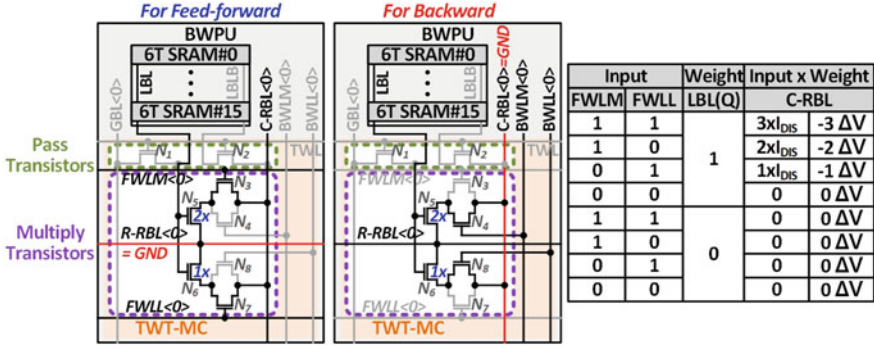 For Feed-forward
For Backward
BWPU
BWPU
6T SRAM#0
6T SRAM#0
GBL<0>
LBL
LBLB
C-RBL<0>
BWLM<0>
BWLL<0>
GBL<0>
LBL
LBLB
C-RBL<0>
=GND
BWLM<0>
BWLL<0>
6T SRAM#15
6T SRAM#15
Pass
Transistors
N1
N2
TWL
N1
N2
TWL
FWLM<0>
N3
FWLM<0>
N3
N5
2x
N4
N5
2x
N4
Multiply
Transistors
R-RBL<0>
= GND
R-RBL<0>
1x
N8
1x
N8
N6
N7
N6
N7
FWLL<0>
FWLL<0>
TWT-MC
TWT-MC
Input Weight Input x Weight
FWLM FWLL LBL(Q) C-RBL
1 1 1 3xIDIS -3 ΔV
1 0 2xIDIS -2 ΔV
0 1 1xIDIS -1 ΔV
0 0 0 0 ΔV
1 1 0 0 0 ΔV
1 0 0 0 ΔV
0 1 0 0 ΔV
0 0 0 0 ΔV